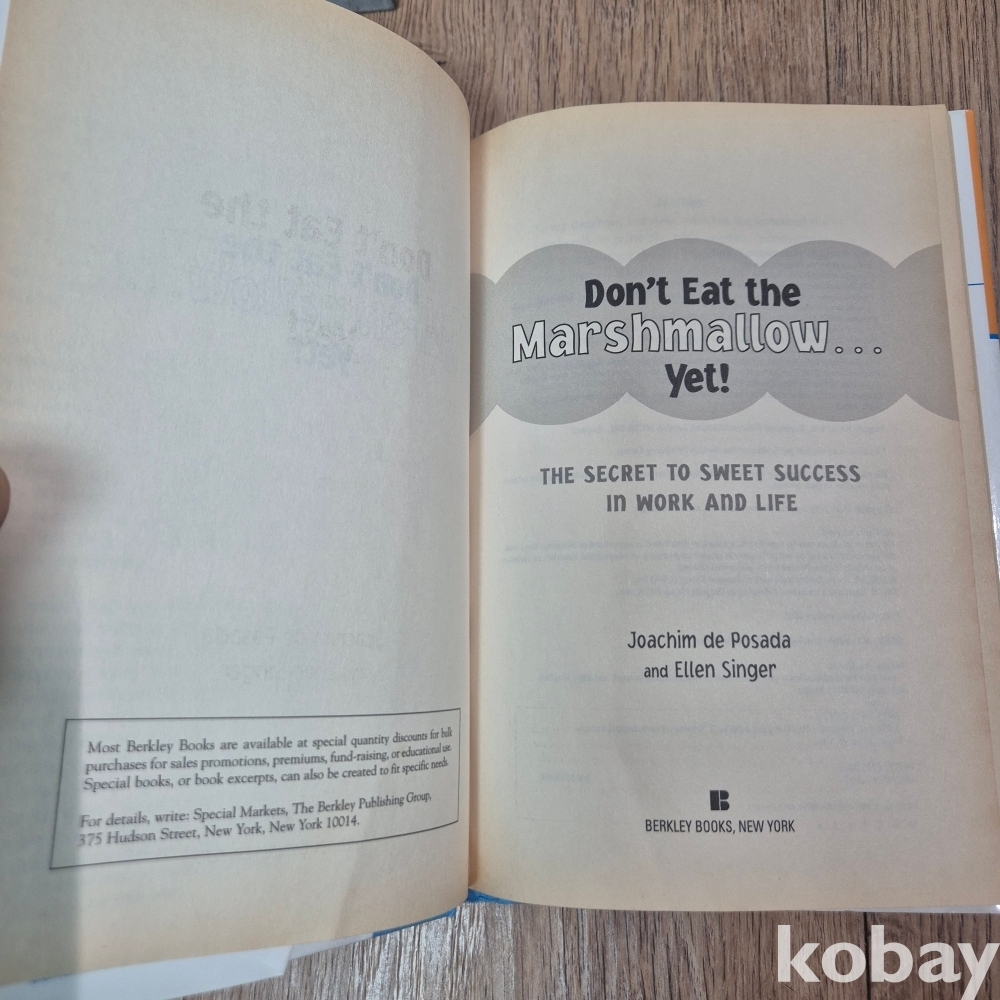 Most Berkley Books are available at special quantity discounts for bulk
purchases for sales promotions, premiums, fund-raising, or educational use.
Special books, or book excerpts, can also be created to fit specific needs.
For details, write: Special Markets, The Berkley Publishing Group,
375 Hudson Street, New York, New York 10014.
Don't Eat the
Marshmallow...
Yet!
THE SECRET TO SWEET SUCCESS
IN WORK AND LIFE
Joachim de Posada
and Ellen Singer
B
BERKLEY BOOKS, NEW YORK
kobay